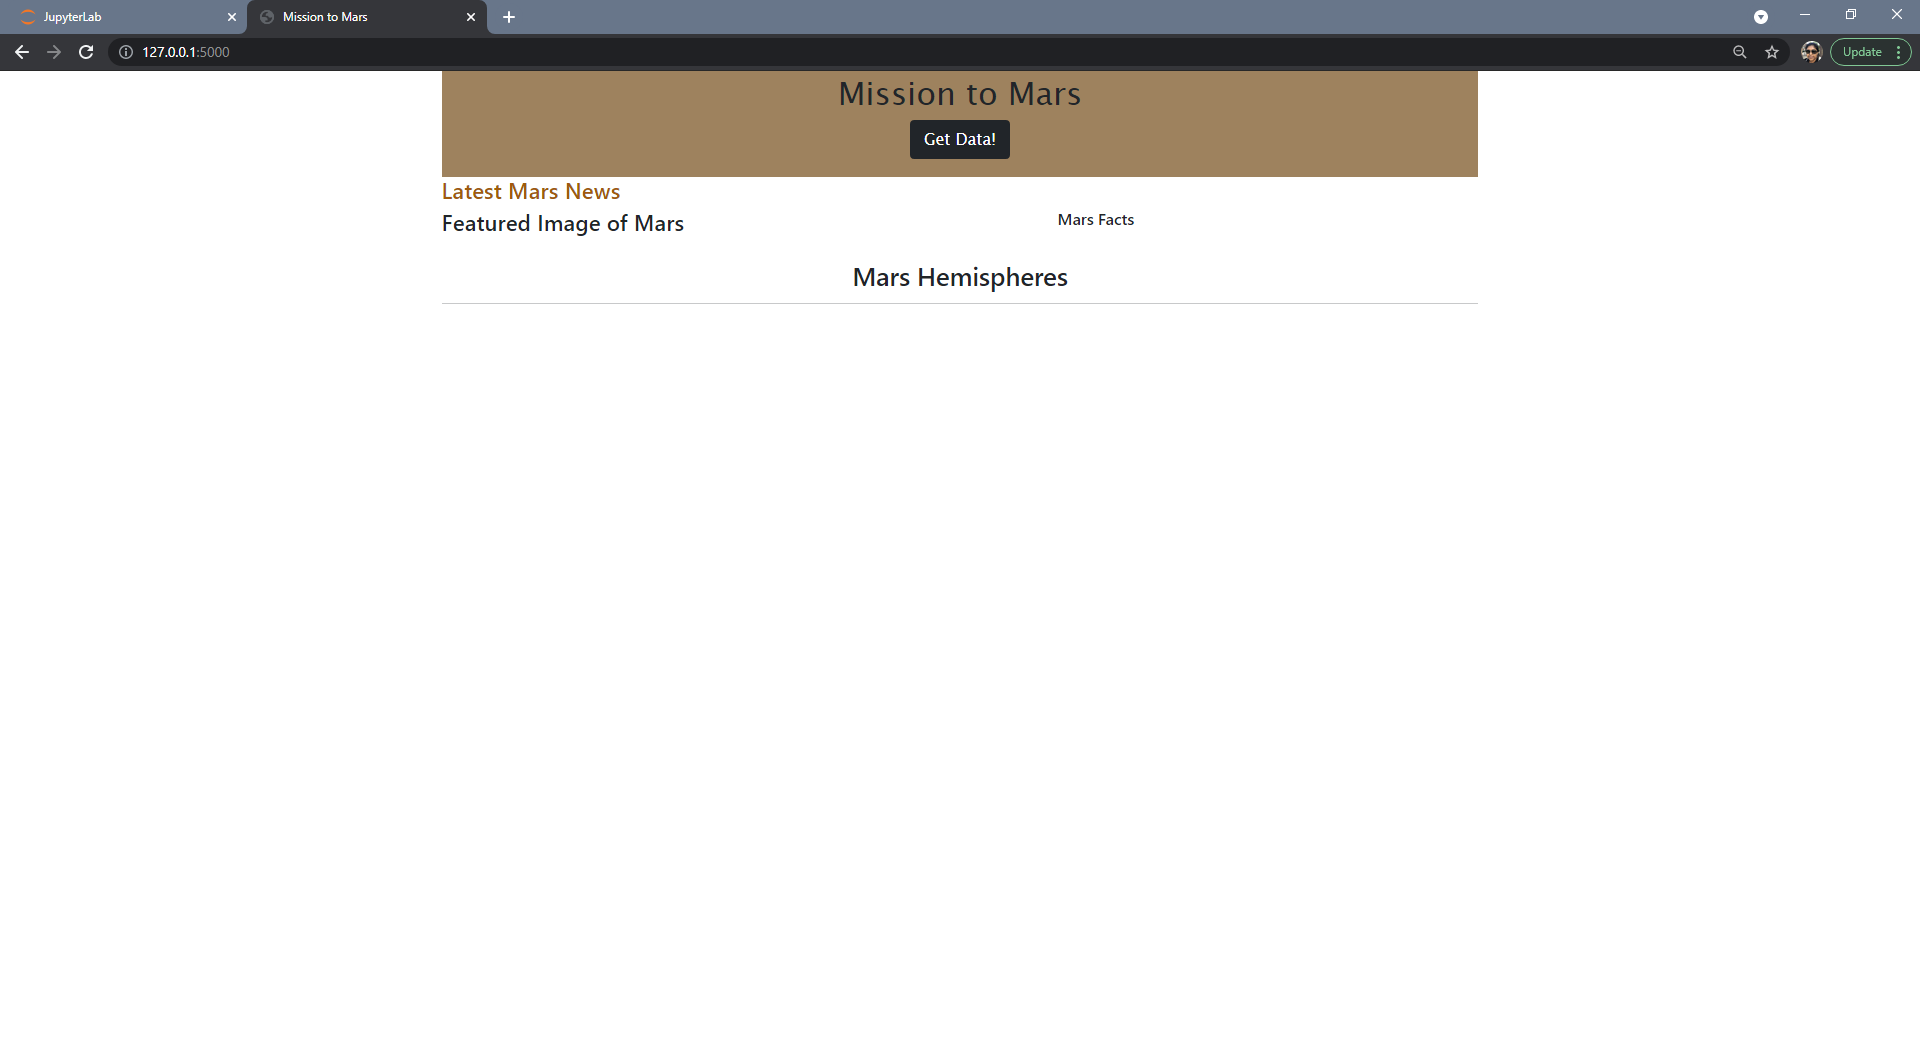 JupyterLab
Mission to Mars
127.0.0.1:5000
Update
Mission to Mars
Get Data!
Latest Mars News
Featured Image of Mars
Mars Facts
Mars Hemispheres